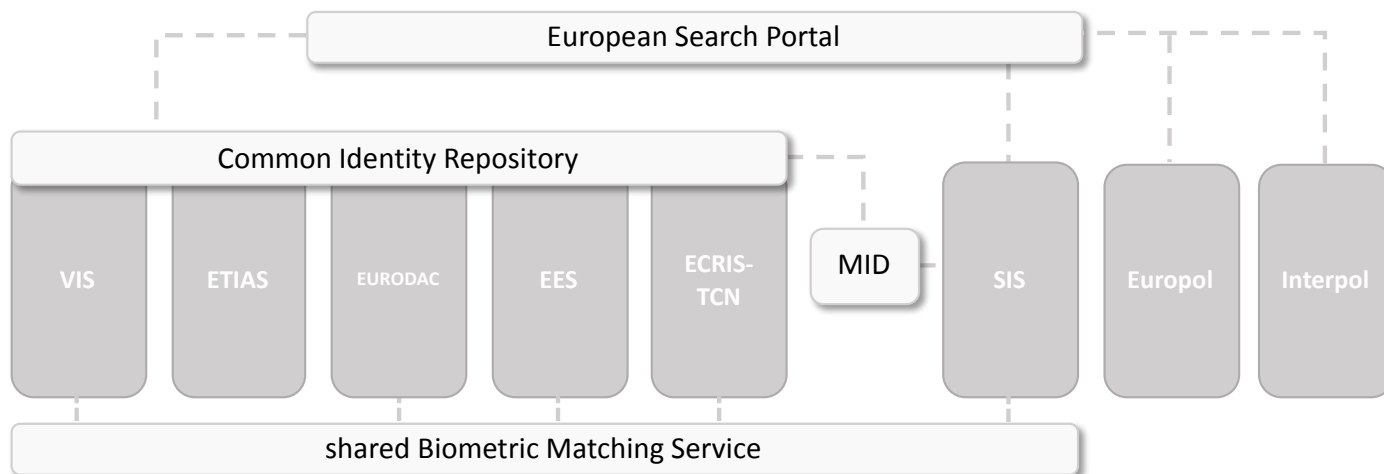 European Search Portal
Common Identity Repository
VIS
ETIAS
EURODAC
EES
ECRIS-
TCN
MID
SIS
Europol
Interpol
shared Biometric Matching Service